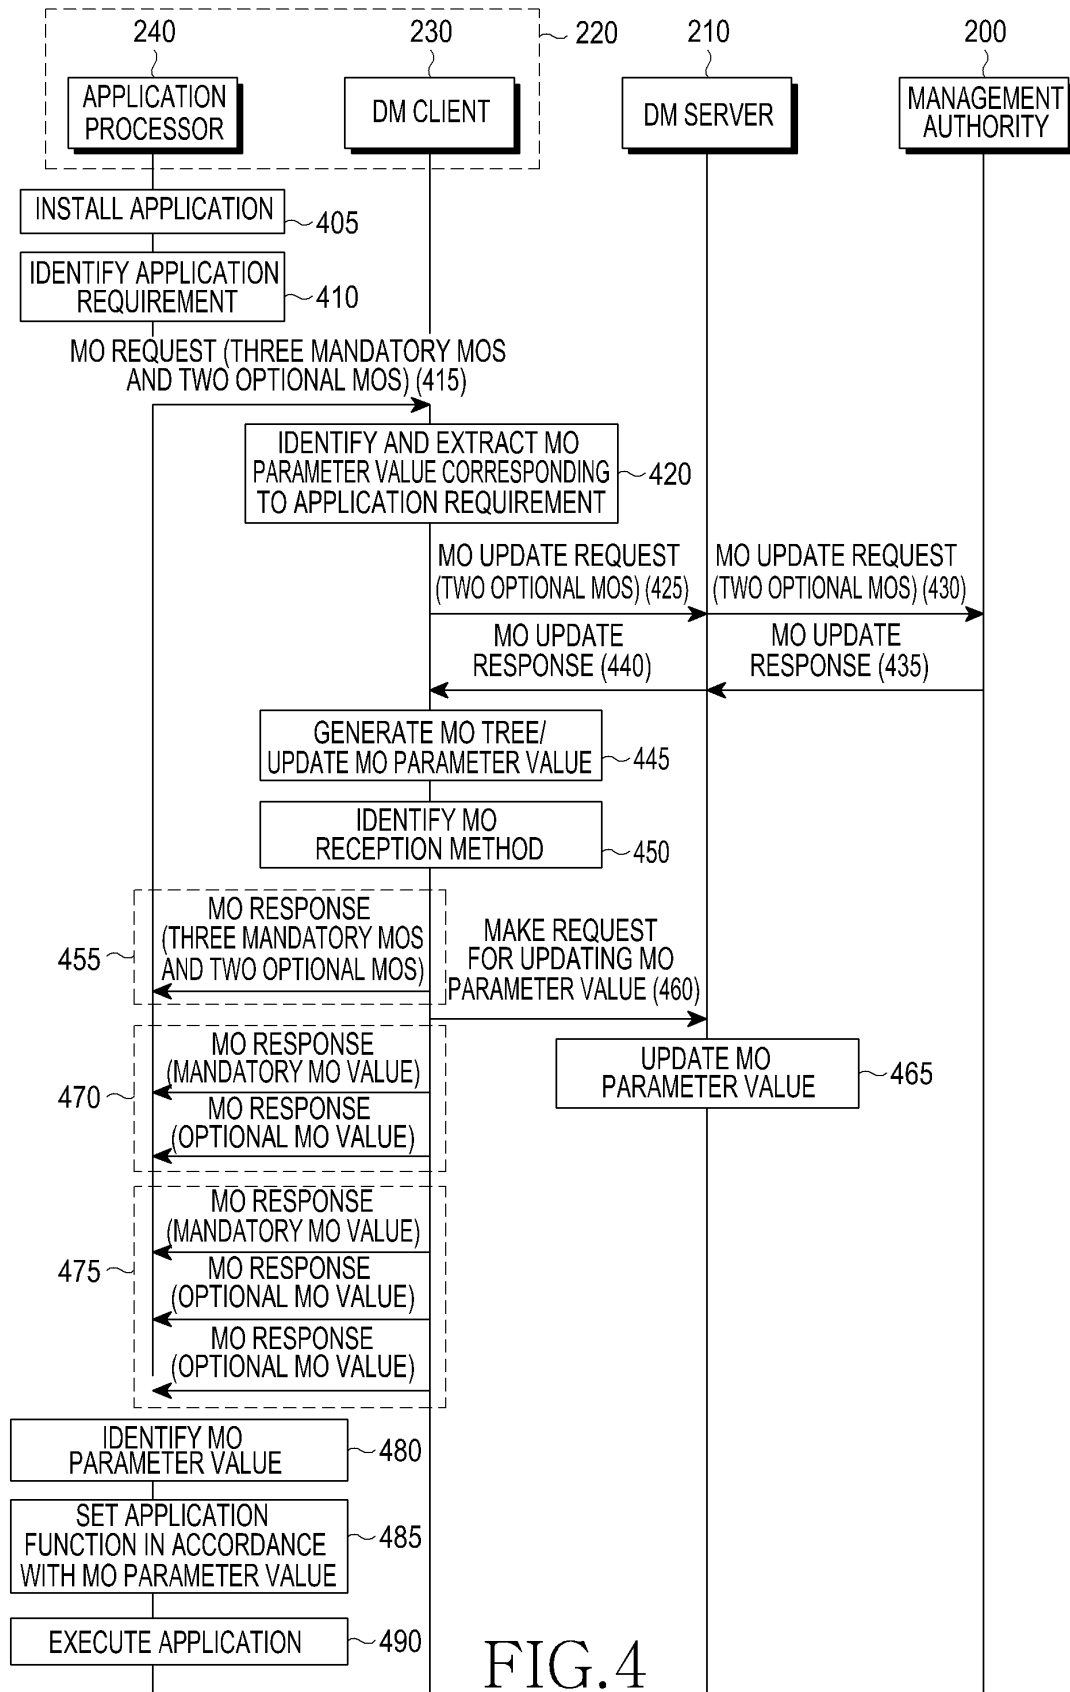 240
230
220
210
200
APPLICATION
PROCESSOR
DM CLIENT
DM SERVER
MANAGEMENT
AUTHORITY
INSTALL APPLICATION
405
IDENTIFY APPLICATION
REQUIREMENT
410
MO REQUEST (THREE MANDATORY MOS
AND TWO OPTIONAL MOS) (415)
IDENTIFY AND EXTRACT MO
PARAMETER VALUE CORRESPONDING
TO APPLICATION REQUIREMENT
420
MO UPDATE REQUEST
(TWO OPTIONAL MOS) (425)
MO UPDATE REQUEST
(TWO OPTIONAL MOS) (430)
MO UPDATE
RESPONSE (440)
MO UPDATE
RESPONSE (435)
GENERATE MO TREE/
UPDATE MO PARAMETER VALUE
445
IDENTIFY MO
RECEPTION METHOD
450
455
MO RESPONSE
(THREE MANDATORY MOS
AND TWO OPTIONAL MOS)
MAKE REQUEST
FOR UPDATING MO
PARAMETER VALUE (460)
UPDATE MO
PARAMETER VALUE
465
470
MO RESPONSE
(MANDATORY MO VALUE)
MO RESPONSE
(OPTIONAL MO VALUE)
475
MO RESPONSE
(MANDATORY MO VALUE)
MO RESPONSE
(OPTIONAL MO VALUE)
MO RESPONSE
(OPTIONAL MO VALUE)
IDENTIFY MO
PARAMETER VALUE
480
SET APPLICATION
FUNCTION IN ACCORDANCE
WITH MO PARAMETER VALUE
485
EXECUTE APPLICATION
490
FIG.4